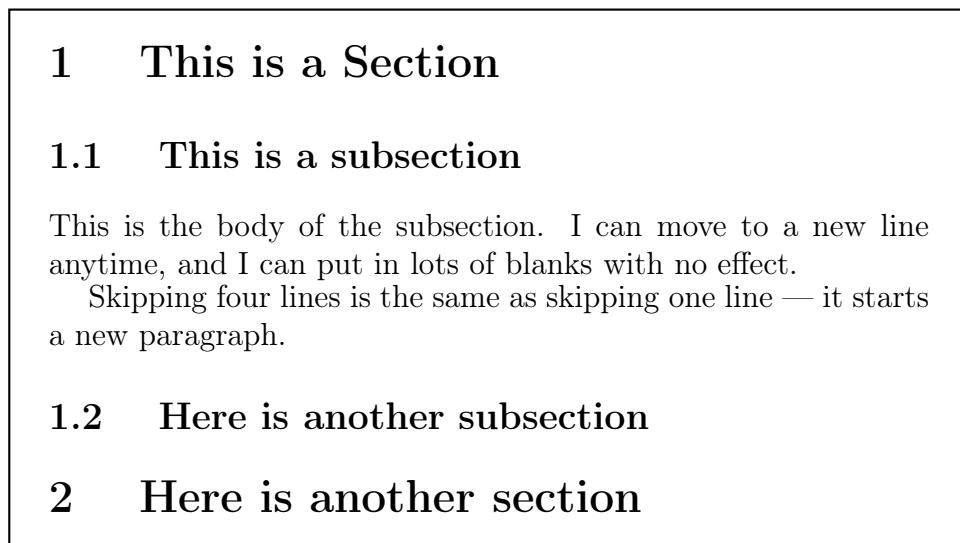 1 This is a Section
1.1 This is a subsection
This is the body of the subsection. I can move to a new line
anytime, and I can put in lots of blanks with no effect.
Skipping four lines is the same as skipping one line — it starts
a new paragraph.
1.2 Here is another subsection
2 Here is another section